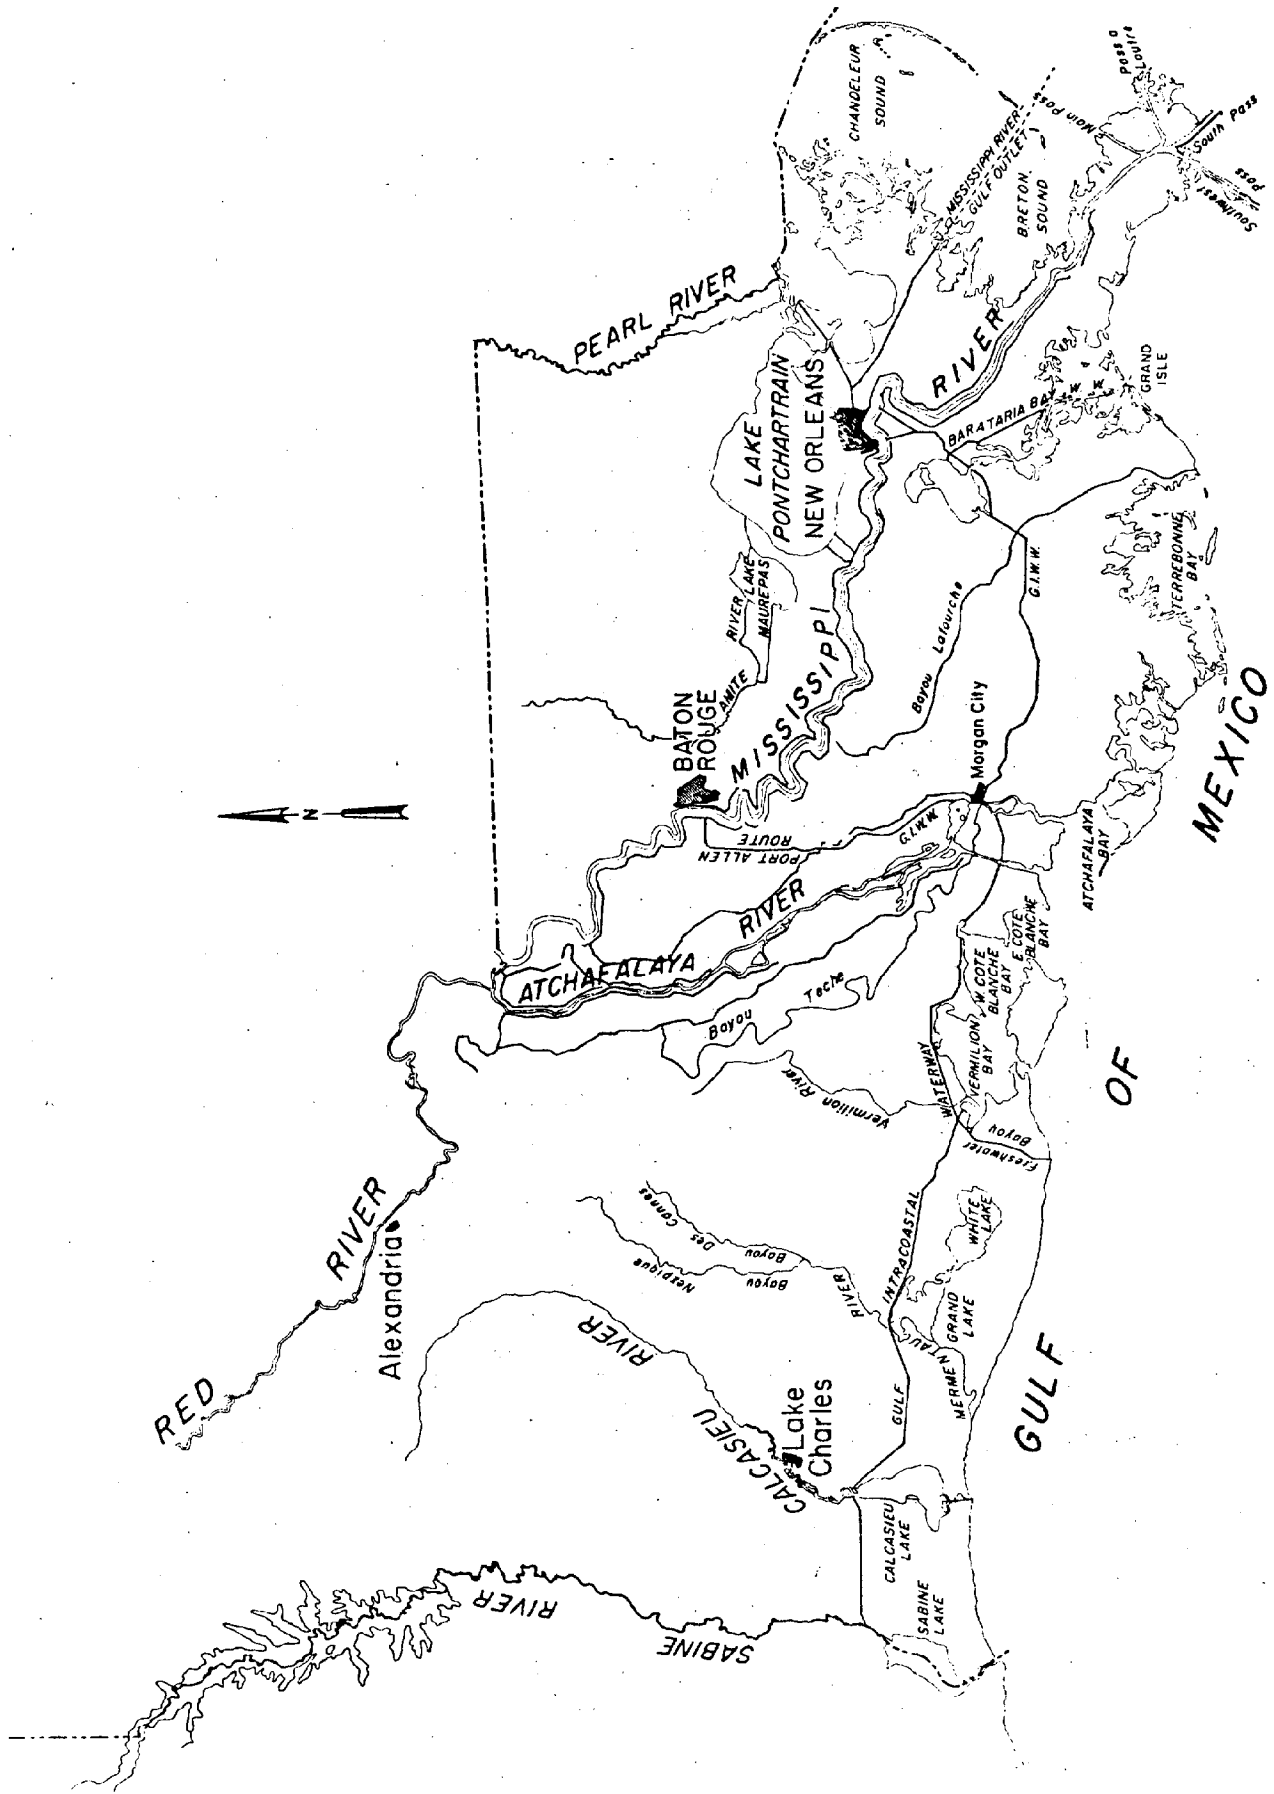 RED
RIVER
Alexandria
SABINE
RIVER
CALCASIEU
RIVER
Lake
Charles
CALCASIEU
LAKE
SABINE
LAKE
Bayou
Nezpique
Bayou
Des Cannes
MERMENTAU
RIVER
GRAND
LAKE
WHITE
LAKE
GULF
INTRACOASTAL
WATERWAY
Freshwater
Bayou
Vermilion River
VERMILION
BAY
W. COTE
BLANCHE
BAY
E. COTE
BLANCHE
BAY
Bayou
Teche
ATCHAFALAYA
RIVER
PORT ALLEN
ROUTE
G.I.W.W.
Morgan City
ATCHAFALAYA
BAY
N
BATON
ROUGE
MISSISSIPPI
RIVER
AMITE
RIVER
LAKE
MAUREPAS
Bayou Lafourche
G.I.W.W.
TERREBONNE
BAY
LAKE
PONTCHARTRAIN
NEW ORLEANS
PEARL RIVER
BARATARIA BAY
W.W.
GRAND
ISLE
CHANDELEUR
SOUND
MISSISSIPPI RIVER
GULF OUTLET
BRETON
SOUND
Main Pass
Pass a
Loutre
South Pass
Southwest
Pass
GULF
OF
MEXICO